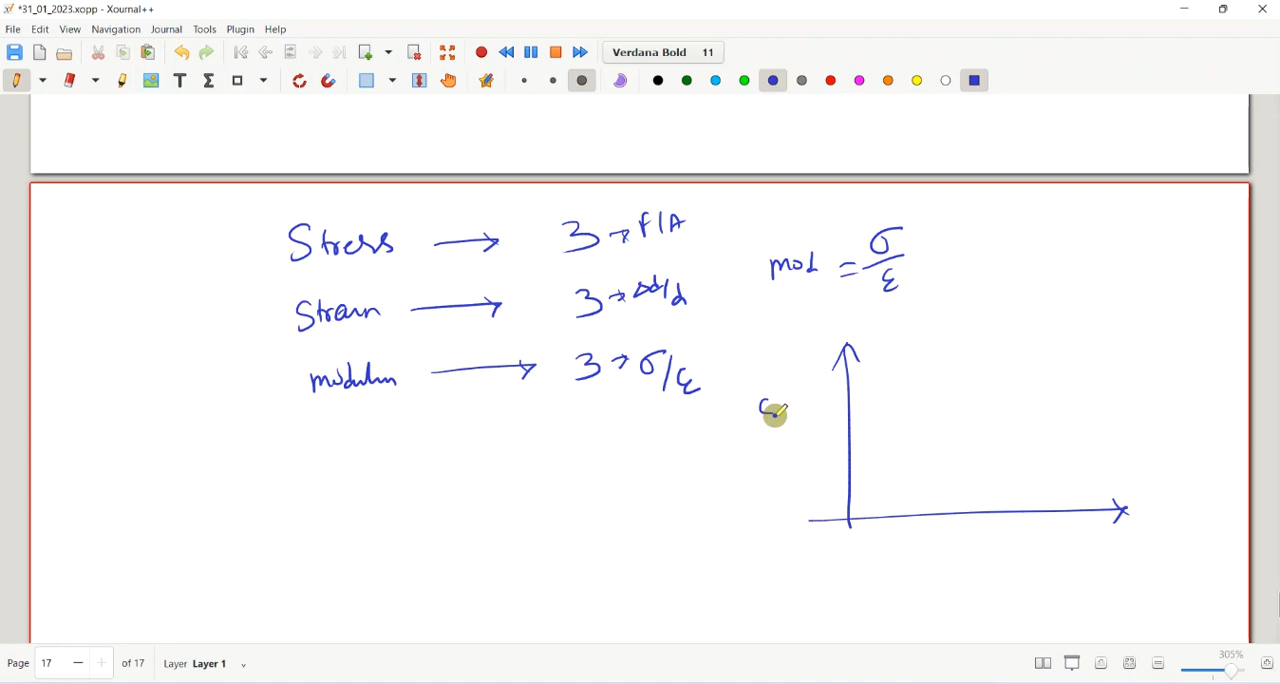 *31_01_2023.xopp - Xournal++
File Edit View Navigation Journal Tools Plugin Help
Verdana Bold 11
Stress → 3 → F/A
mod = σ/ε
Strain → 3 → Δd/d
modulus → 3 → σ/ε
Page 17 of 17 Layer Layer 1
305%